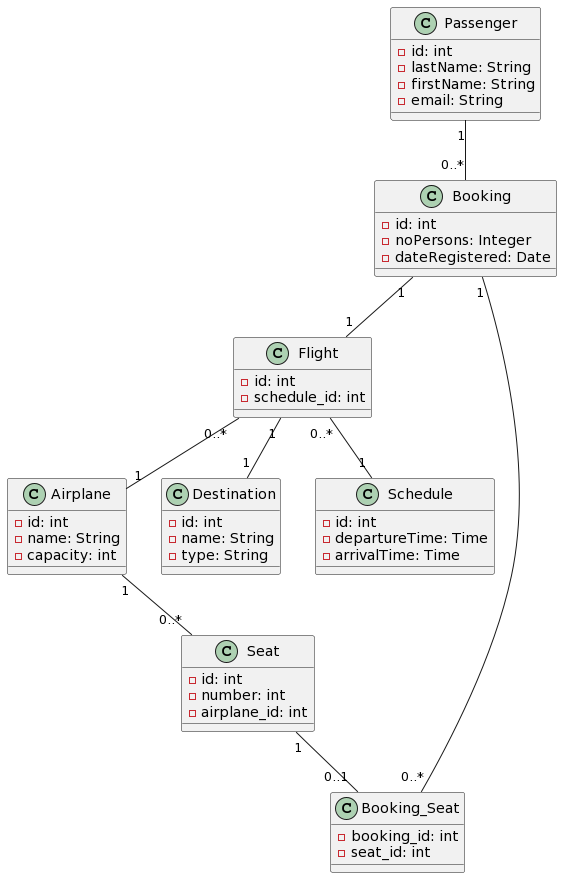 C Passenger
id: int
lastName: String
firstName: String
email: String
1
0..*
C Booking
id: int
noPersons: Integer
dateRegistered: Date
1
1
1
C Flight
id: int
schedule_id: int
0..*
1
0..*
1
1
1
C Airplane
id: int
name: String
capacity: int
C Destination
id: int
name: String
type: String
C Schedule
id: int
departureTime: Time
arrivalTime: Time
1
0..*
C Seat
id: int
number: int
airplane_id: int
1
0..1
0..*
C Booking_Seat
booking_id: int
seat_id: int